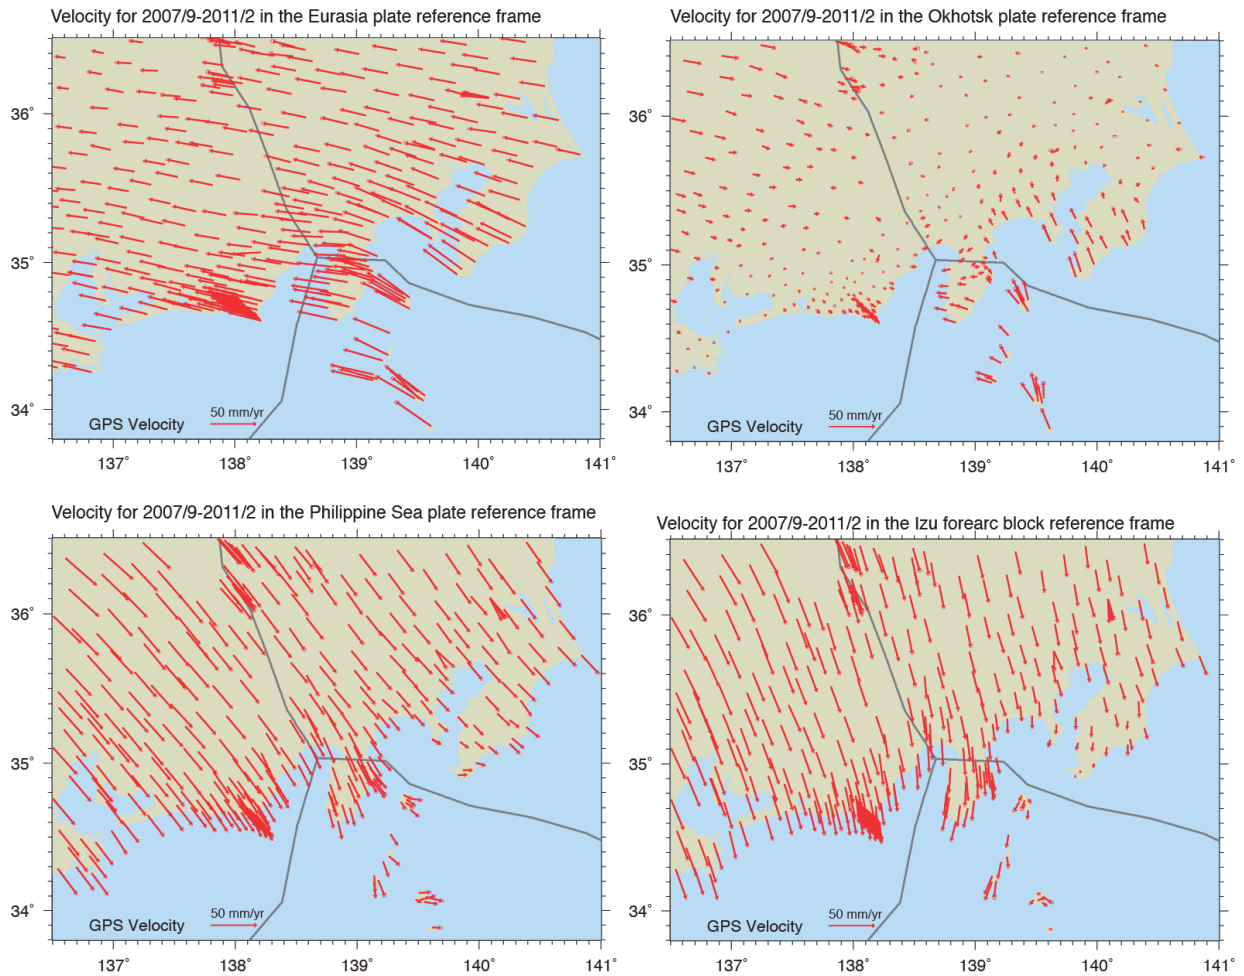 Velocity for 2007/9-2011/2 in the Eurasia plate reference frame
36°
35°
34°
50 mm/yr
GPS Velocity
137° 138° 139° 140° 141°
Velocity for 2007/9-2011/2 in the Okhotsk plate reference frame
36°
35°
34°
50 mm/yr
GPS Velocity
137° 138° 139° 140° 141°
Velocity for 2007/9-2011/2 in the Philippine Sea plate reference frame
36°
35°
34°
50 mm/yr
GPS Velocity
137° 138° 139° 140° 141°
Velocity for 2007/9-2011/2 in the Izu forearc block reference frame
36°
35°
34°
50 mm/yr
GPS Velocity
137° 138° 139° 140° 141°